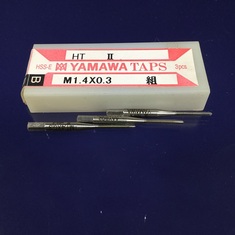 HT II
HSS-E YAMAWA TAPS 3pcs
B M1.4X0.3 組